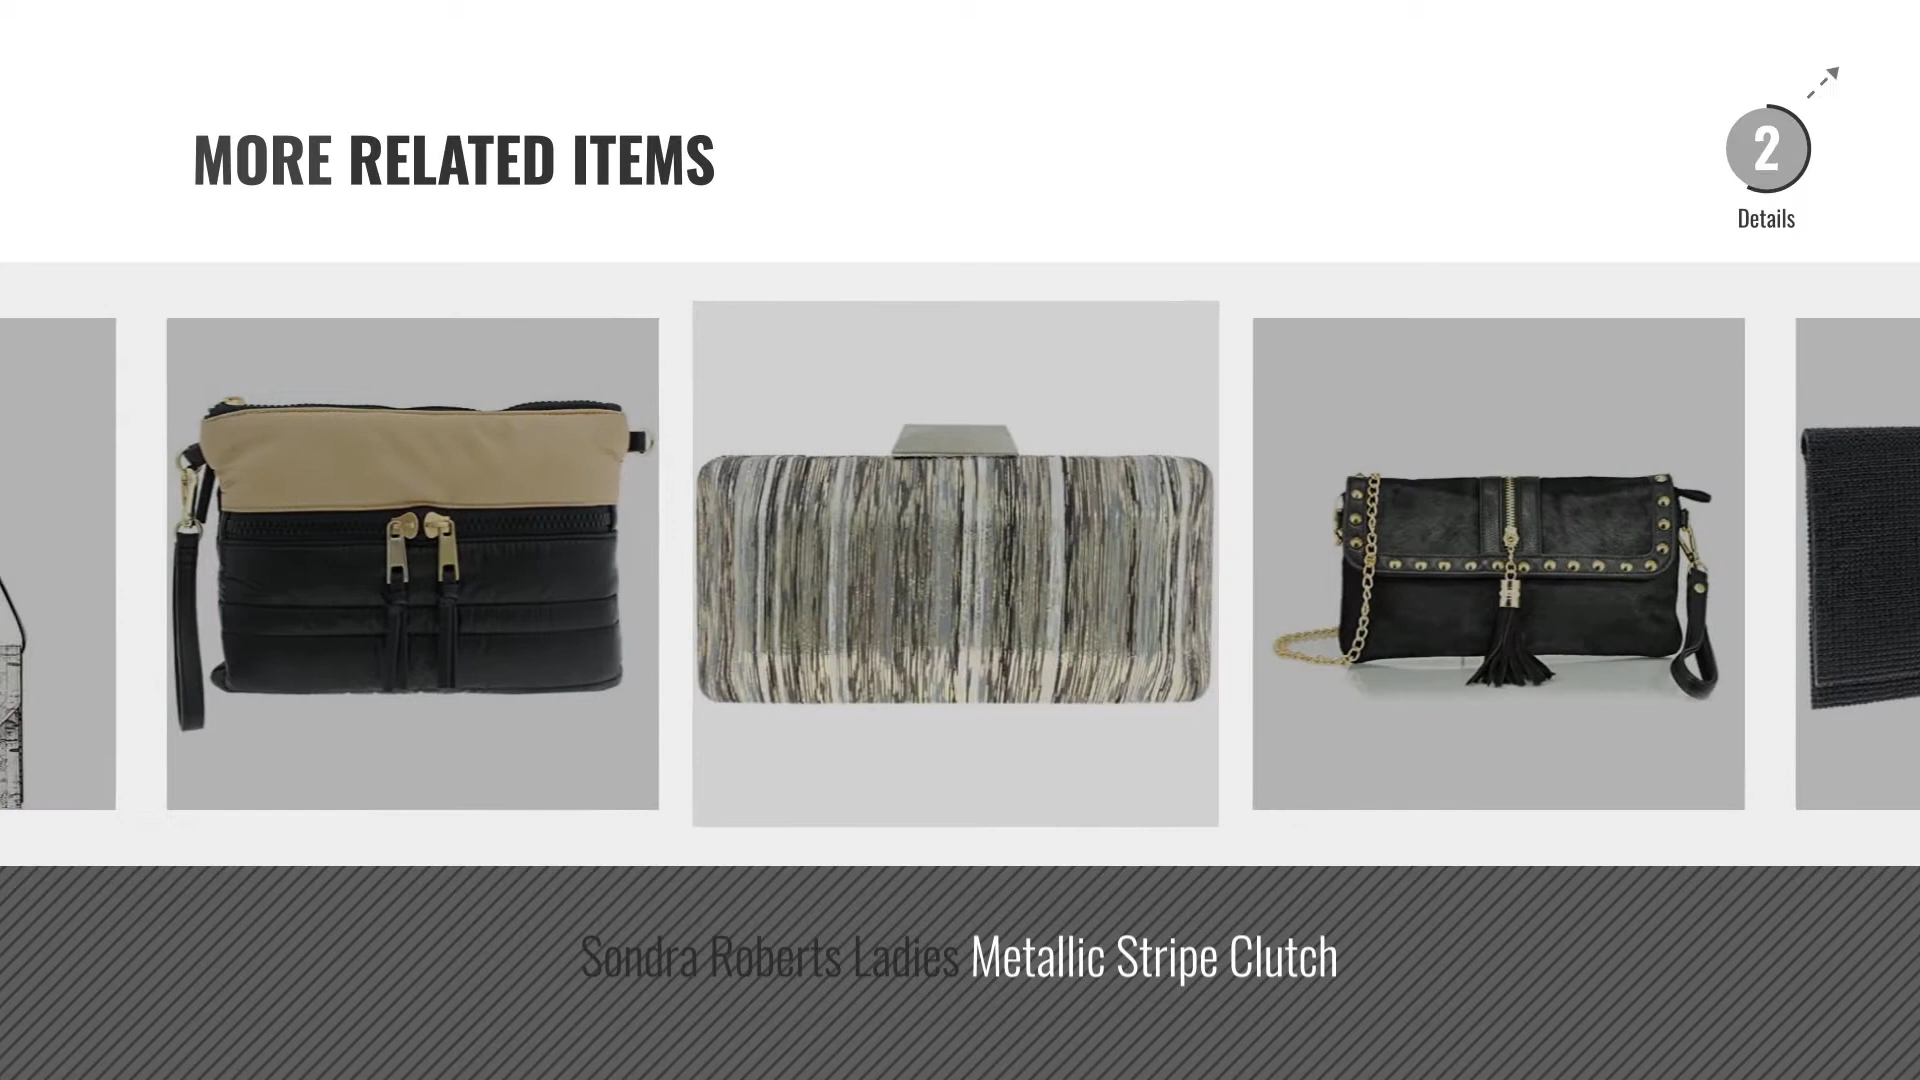 MORE RELATED ITEMS
2
Details
Sondra Roberts Ladies Metallic Stripe Clutch